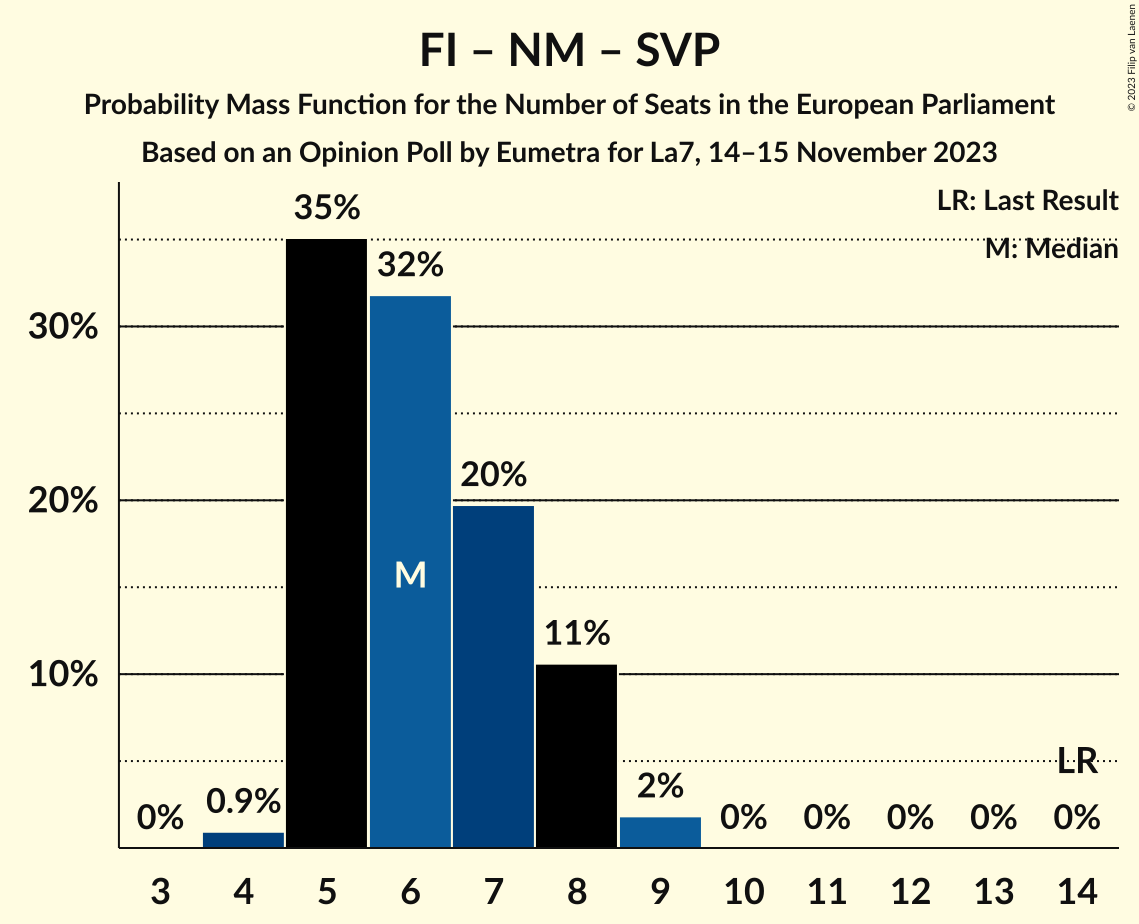 FI – NM – SVP
Probability Mass Function for the Number of Seats in the European Parliament
Based on an Opinion Poll by Eumetra for La7, 14–15 November 2023
© 2023 Filip van Laenen
LR: Last Result
M: Median
35%
32%
30%
20%
20%
M
11%
10%
LR
0%
0.9%
2%
0%
0%
0%
0%
0%
3 4 5 6 7 8 9 10 11 12 13 14